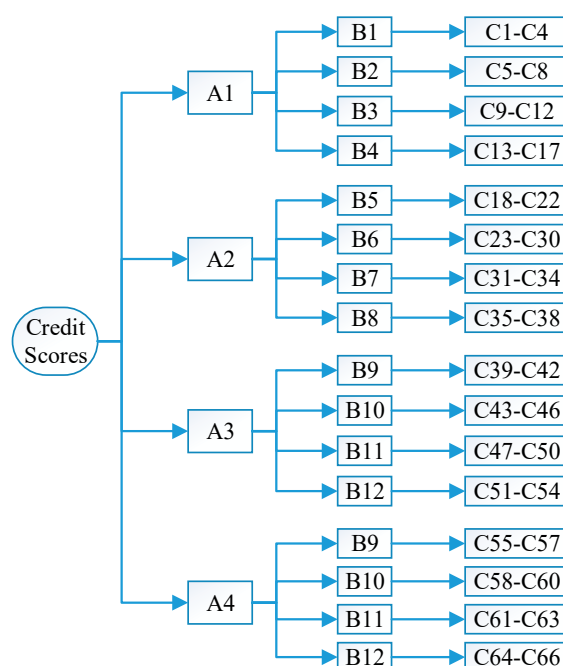 Credit
Scores
A1
B1
C1-C4
B2
C5-C8
B3
C9-C12
B4
C13-C17
A2
B5
C18-C22
B6
C23-C30
B7
C31-C34
B8
C35-C38
A3
B9
C39-C42
B10
C43-C46
B11
C47-C50
B12
C51-C54
A4
B9
C55-C57
B10
C58-C60
B11
C61-C63
B12
C64-C66